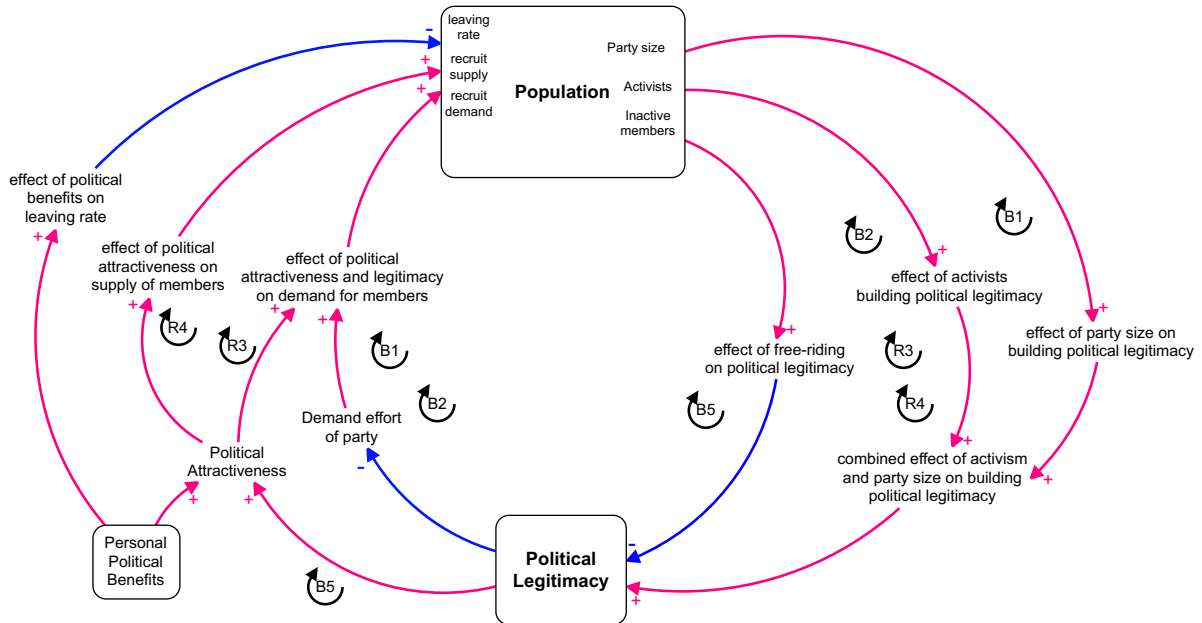 leaving
rate
recruit
supply
recruit
demand
Population
Party size
Activists
Inactive
members
-
+
+
effect of political
benefits on
leaving rate
+
effect of political
attractiveness on
supply of members
+
effect of political
attractiveness and legitimacy
on demand for members
+
+
R4
R3
B1
B2
Demand effort
of party
-
Political
Attractiveness
+
+
Personal
Political
Benefits
B5
Political
Legitimacy
-
+
B2
B1
+
effect of activists
building political legitimacy
+
effect of party size on
building political legitimacy
+
effect of free-riding
on political legitimacy
B5
R3
R4
+
combined effect of activism
and party size on building
political legitimacy
+